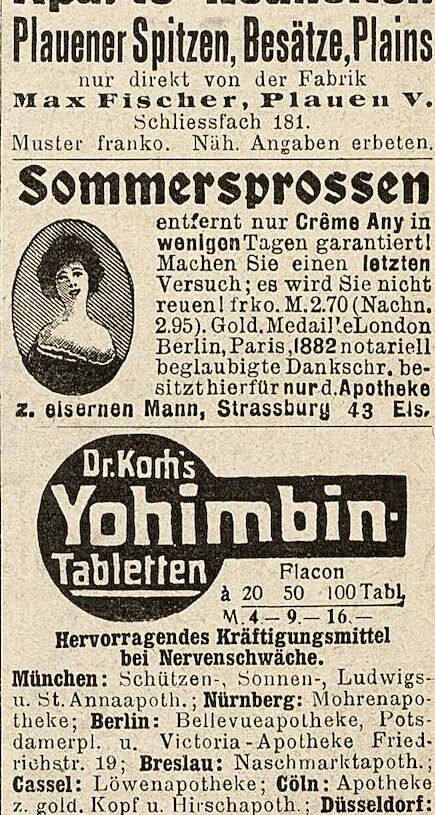 Plauener Spitzen, Besätze, Plains
nur direkt von der Fabrik
Max Fischer, Plauen V.
Schliessfach 181.
Muster franko. Näh. Angaben erbeten.
Sommersprossen
entfernt nur Crême Any in
wenigen Tagen garantiert!
Machen Sie einen letzten
Versuch; es wird Sie nicht
reuen! frko. M. 2.70 (Nachn.
2.95). Gold. Medaille London
Berlin, Paris, 1882 notariell
beglaubigte Dankschr. be-
sitzt hierfür nur d. Apotheke
z. eisernen Mann, Strassburg 43 Els.
Dr. Koch's
Yohimbin-
Tabletten
Flacon
à 20 50 100 Tabl.
M. 4.— 9.— 16.—
Hervorragendes Kräftigungsmittel
bei Nervenschwäche.
München: Schützen-, Sonnen-, Ludwigs-
u. St. Annaapoth.; Nürnberg: Mohrenapo-
theke; Berlin: Bellevueapotheke, Pots-
damerpl. u. Victoria-Apotheke Fried-
richstr. 19; Breslau: Naschmarktapoth.;
Cassel: Löwenapotheke; Cöln: Apotheke
z. gold. Kopf u. Hirschapoth.; Düsseldorf: